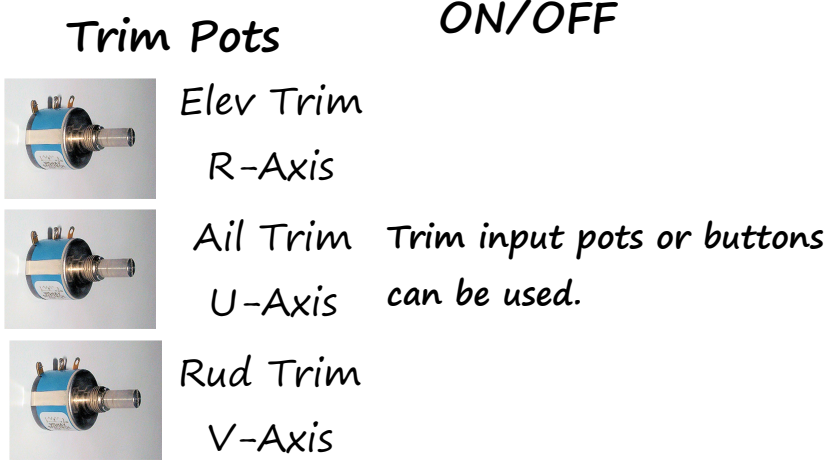 ON/OFF
Trim Pots
Elev Trim
R-Axis
Ail Trim
U-Axis
Trim input pots or buttons
can be used.
Rud Trim
V-Axis